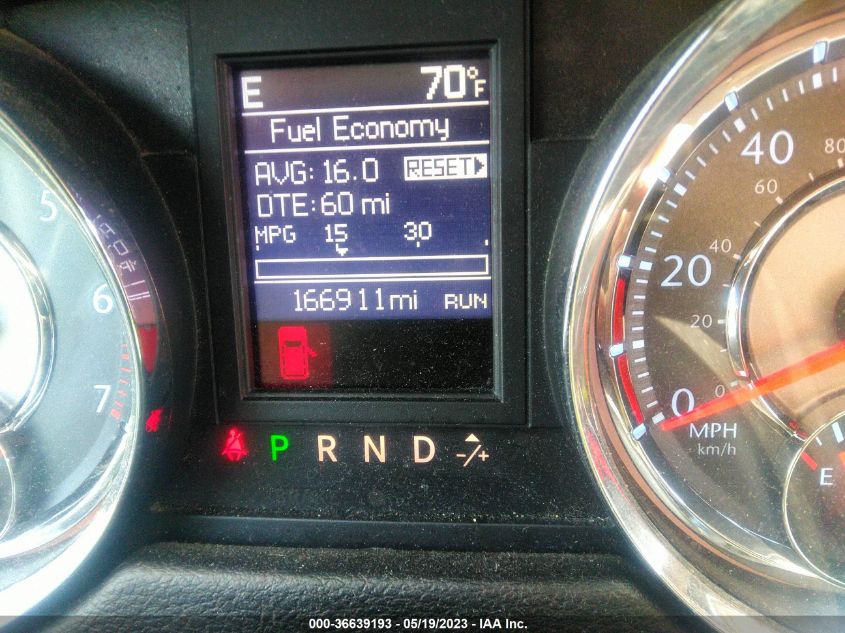 E 70°F
Fuel Economy
AVG: 16.0 RESET
DTE: 60 mi
MPG 15 30
166911 mi RUN
P R N D -/+
5
6
7
40
20
0
MPH
km/h
80
60
40
20
0
E
000-36639193 - 05/19/2023 - IAA Inc.